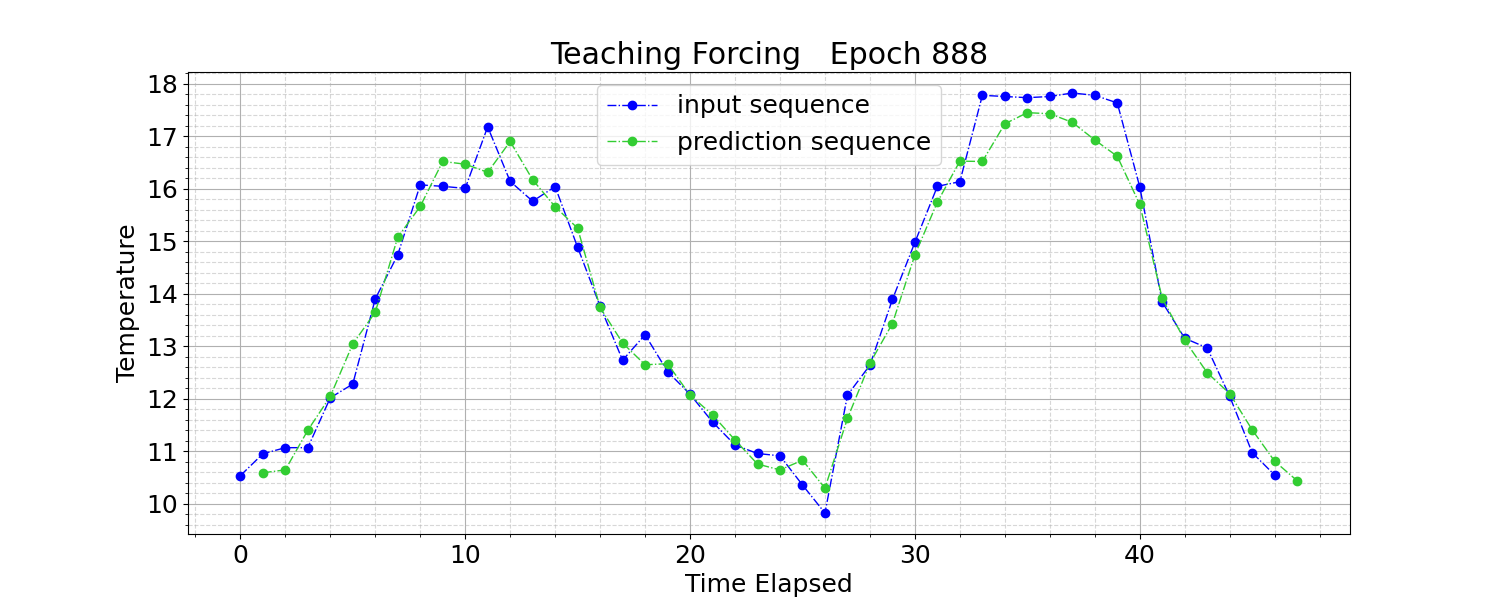 Teaching Forcing   Epoch 888
input sequence
prediction sequence
Temperature
18
17
16
15
14
13
12
11
10
0 10 20 30 40
Time Elapsed